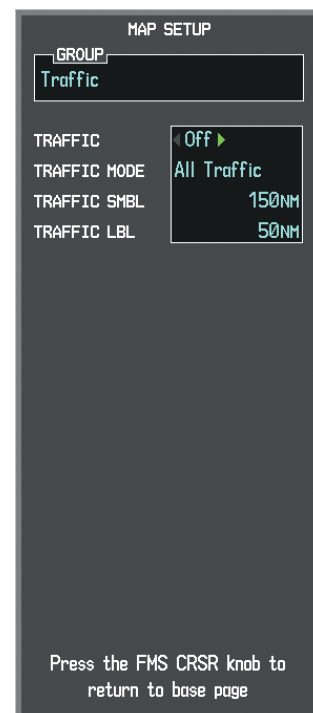 MAP SETUP
GROUP
Traffic
TRAFFIC Off
TRAFFIC MODE All Traffic
TRAFFIC SMBL 150NM
TRAFFIC LBL 50NM
Press the FMS CRSR knob to
return to base page